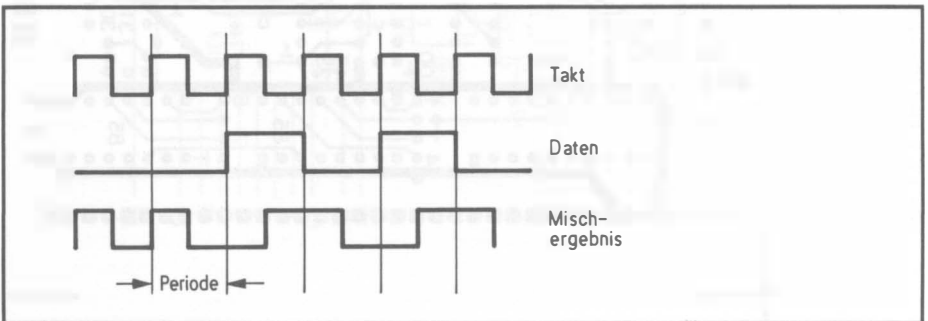 Takt
Daten
Misch-
ergebnis
Periode